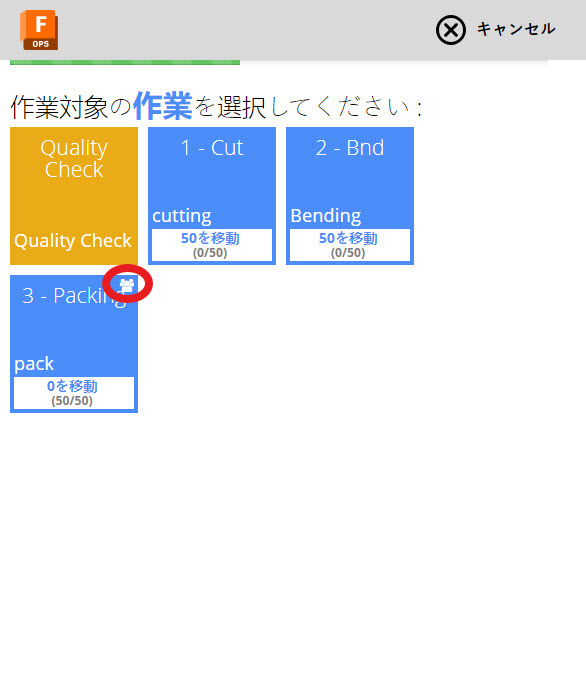 F
OPS
キャンセル
作業対象の作業を選択してください :
Quality
Check
Quality Check
1 - Cut
cutting
50を移動
(0/50)
2 - Bnd
Bending
50を移動
(0/50)
3 - Packing
pack
0を移動
(50/50)